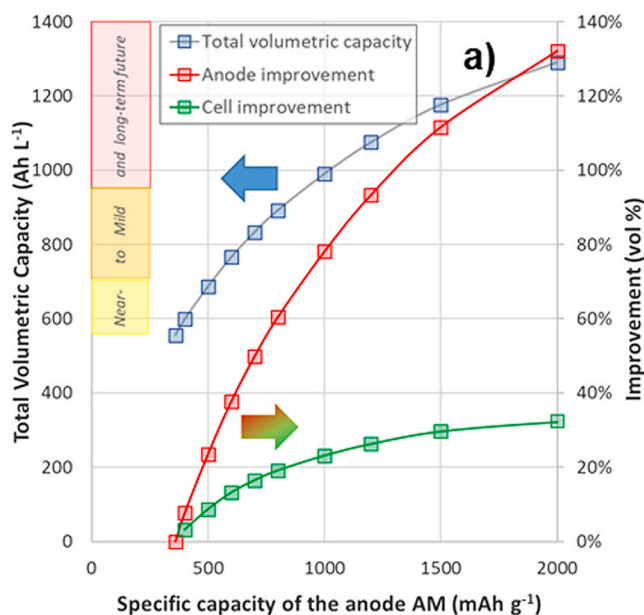 a)
Total volumetric capacity
Anode improvement
Cell improvement
Total Volumetric Capacity (Ah L⁻¹)
1400
1200
1000
800
600
400
200
0
and long-term future
to Mild
Near-
140%
120%
100%
80%
60%
40%
20%
0%
Improvement (vol %)
0 500 1000 1500 2000
Specific capacity of the anode AM (mAh g⁻¹)